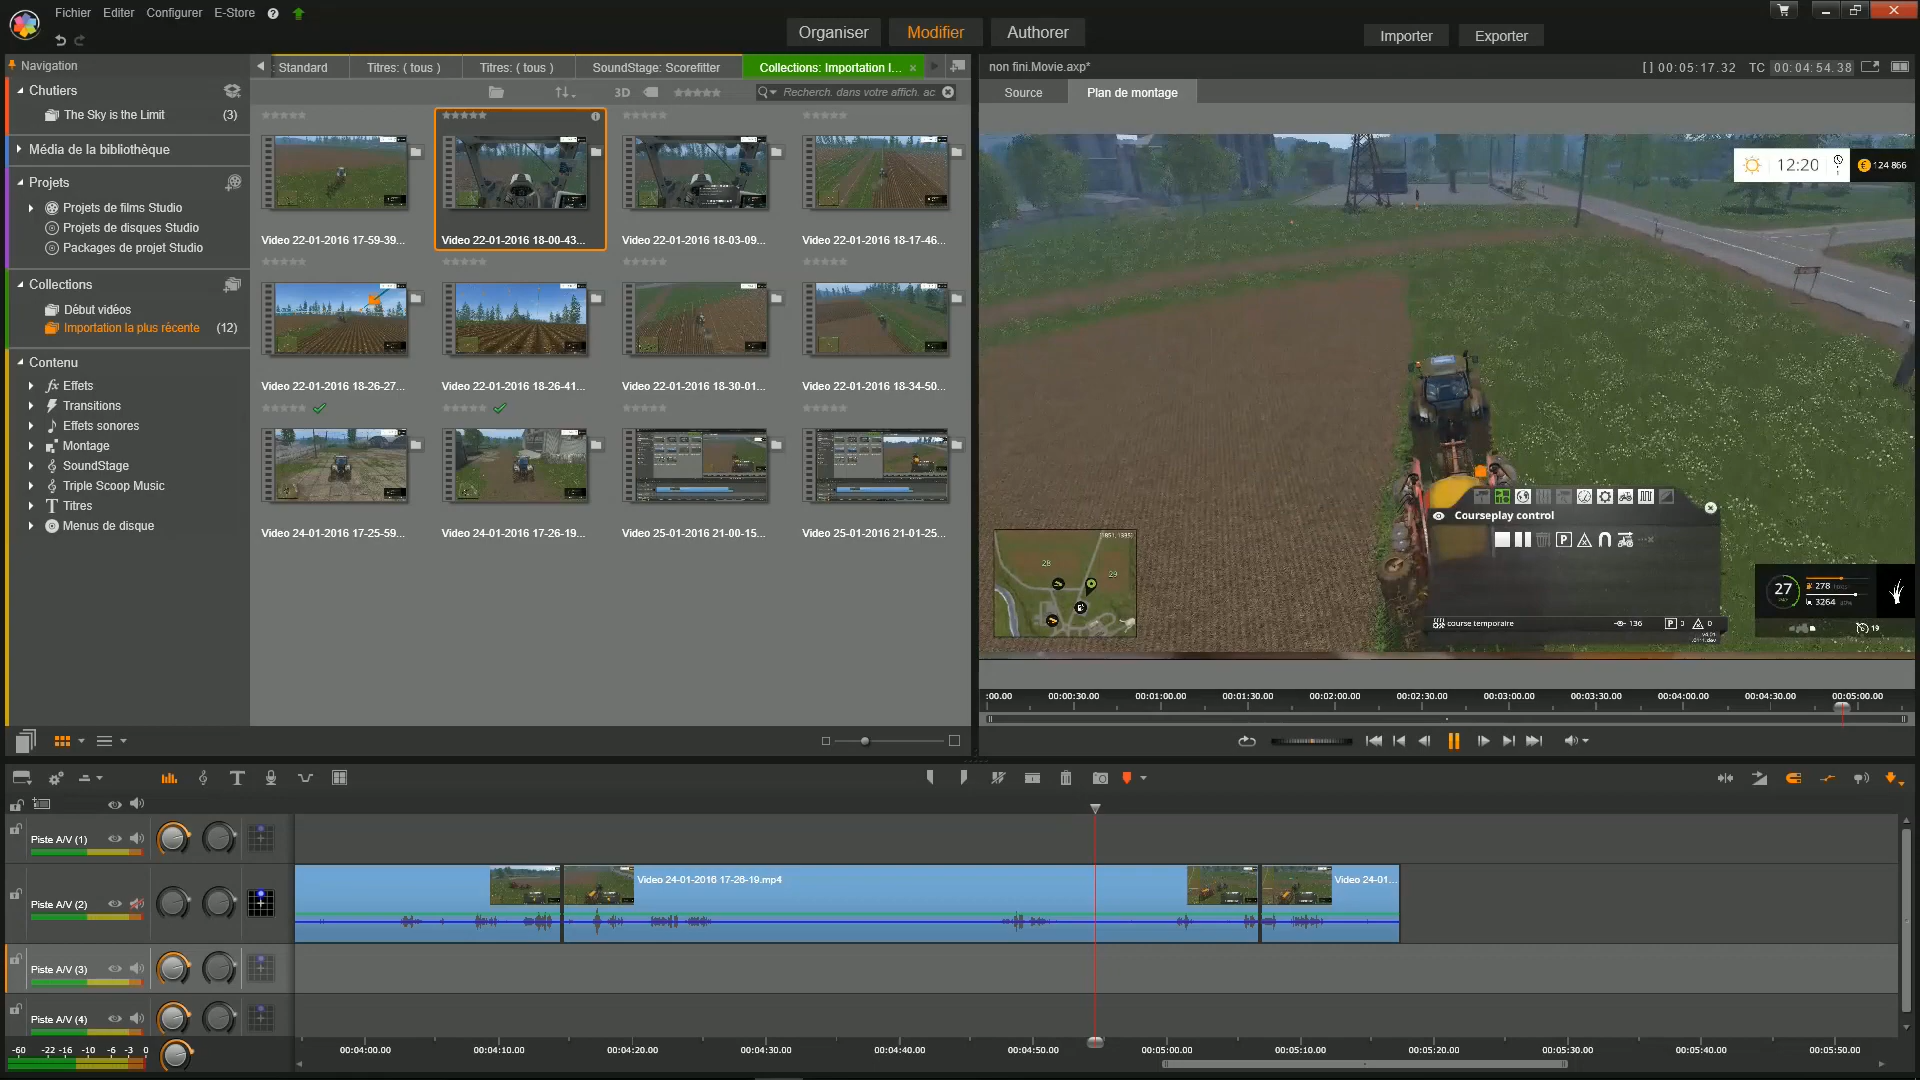 Fichier Editer Configurer E-Store ?
Organiser Modifier Authorer
Importer Exporter
Navigation
Chutiers
The Sky is the Limit (3)
Média de la bibliothèque
Projets
Projets de films Studio
Projets de disques Studio
Packages de projet Studio
Collections
Début vidéos
Importation la plus récente (12)
Contenu
fx Effets
Transitions
Effets sonores
Montage
SoundStage
Triple Scoop Music
Titres
Menus de disque
: Standard Titres: ( tous ) Titres: ( tous ) SoundStage: Scorefitter Collections: Importation l... ×
3D Recherch. dans votre affich. ac
Video 22-01-2016 17-59-39... Video 22-01-2016 18-00-43... Video 22-01-2016 18-03-09... Video 22-01-2016 18-17-46...
Video 22-01-2016 18-26-27... Video 22-01-2016 18-26-41... Video 22-01-2016 18-30-01... Video 22-01-2016 18-34-50...
Video 24-01-2016 17-25-59... Video 24-01-2016 17-26-19... Video 25-01-2016 21-00-15... Video 25-01-2016 21-01-25...
non fini.Movie.axp* [ ] 00:05:17.32 TC 00:04:54.38
Source Plan de montage
12:20 124 866
Courseplay control
P
28
29
27 278
3264
course temporaire 136 P 0 0
19
:00.00 00:00:30.00 00:01:00.00 00:01:30.00 00:02:00.00 00:02:30.00 00:03:00.00 00:03:30.00 00:04:00.00 00:04:30.00 00:05:00.00
Piste A/V (1)
Video 24-01-2016 17-26-19.mp4 Video 24-01...
Piste A/V (2)
Piste A/V (3)
Piste A/V (4)
-60 -22 -16 -10 -6 -3 0
00:04:00.00 00:04:10.00 00:04:20.00 00:04:30.00 00:04:40.00 00:04:50.00 00:05:00.00 00:05:10.00 00:05:20.00 00:05:30.00 00:05:40.00 00:05:50.00